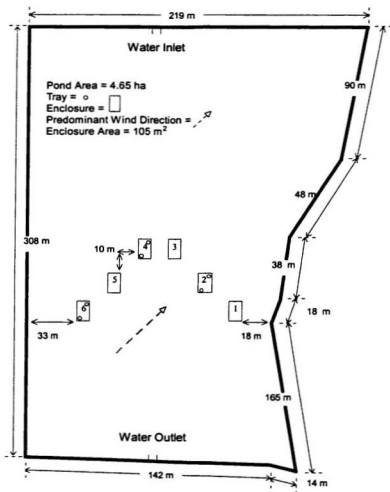 219 m
Water Inlet
Pond Area = 4.65 ha
Tray =
Enclosure =
Predominant Wind Direction =
Enclosure Area = 105 m²
90 m
48 m
308 m
10 m
4
3
38 m
5
2
18 m
6
1
33 m
18 m
165 m
Water Outlet
142 m
14 m